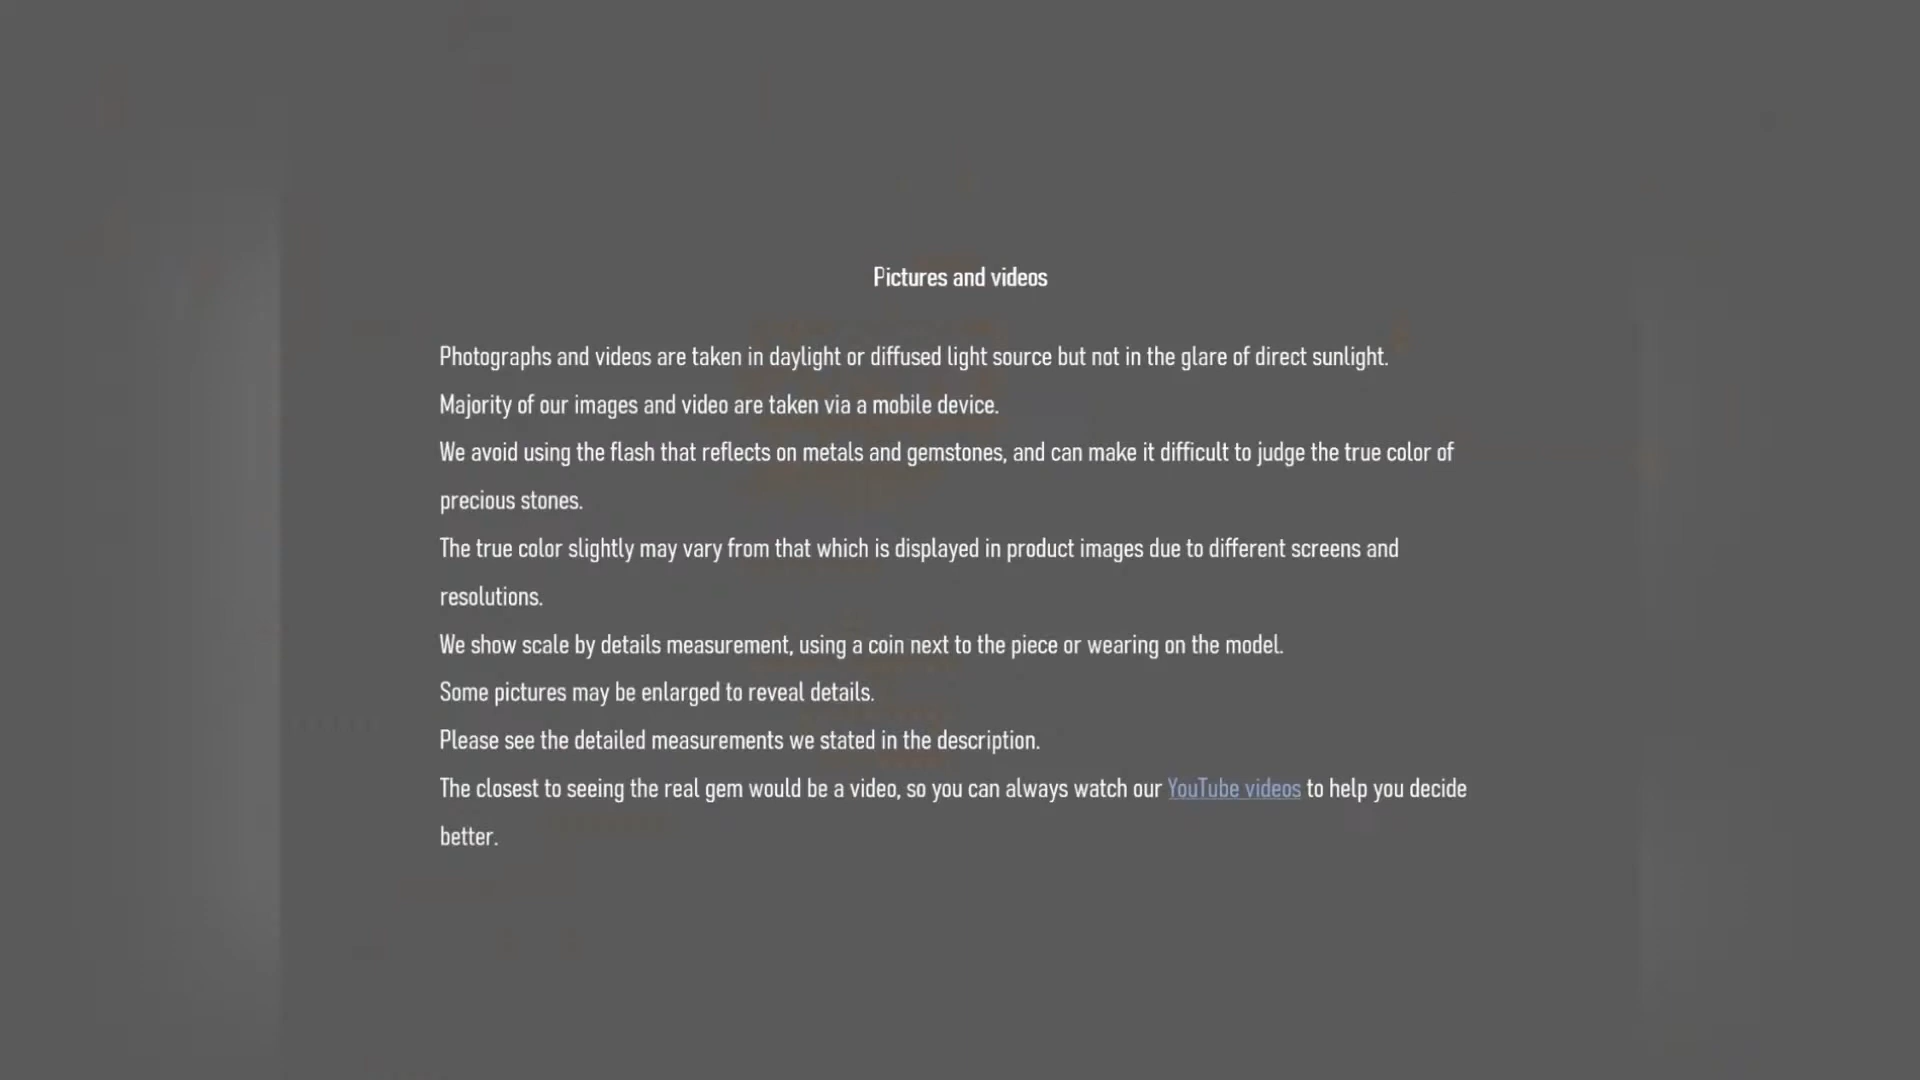 Pictures and videos
Photographs and videos are taken in daylight or diffused light source but not in the glare of direct sunlight.
Majority of our images and video are taken via a mobile device.
We avoid using the flash that reflects on metals and gemstones, and can make it difficult to judge the true color of
precious stones.
The true color slightly may vary from that which is displayed in product images due to different screens and
resolutions.
We show scale by details measurement, using a coin next to the piece or wearing on the model.
Some pictures may be enlarged to reveal details.
Please see the detailed measurements we stated in the description.
The closest to seeing the real gem would be a video, so you can always watch our YouTube videos to help you decide
better.